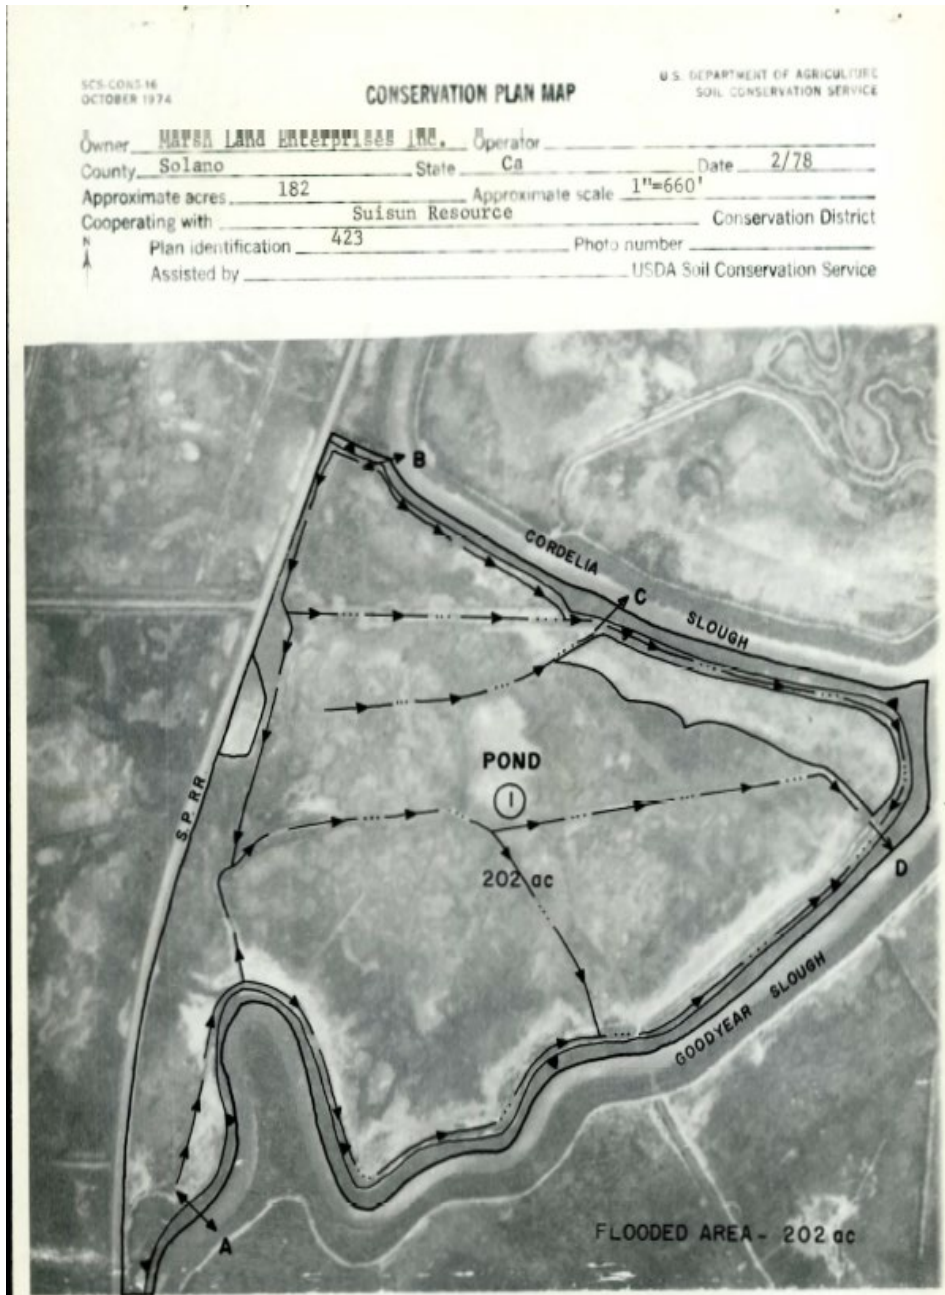 SCS-CONS-16
OCTOBER 1974
CONSERVATION PLAN MAP
U.S. DEPARTMENT OF AGRICULTURE
SOIL CONSERVATION SERVICE
Owner Marsh Land Enterprises Inc. Operator
County Solano State Ca Date 2/78
Approximate acres 182 Approximate scale 1"=660'
Cooperating with Suisun Resource Conservation District
N
Plan identification 423 Photo number
Assisted by USDA Soil Conservation Service
B
CORDELIA
C
SLOUGH
POND
1
S.P. RR
202 ac
D
GOODYEAR SLOUGH
A
FLOODED AREA - 202 ac